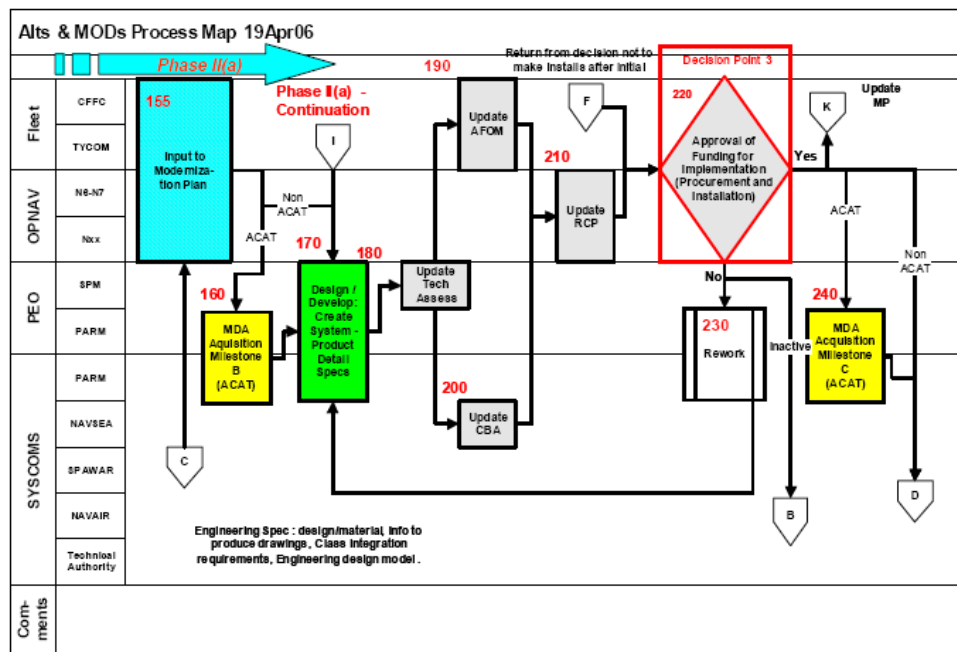 Alts & MODs Process Map 19Apr06
Phase II(a)
Phase II(a) -
Continuation
190
Return from decision not to
make Installs after initial
Decision Point 3
Update
MP
Fleet
CFFC
TYCOM
OPNAV
N6-N7
Nxx
PEO
SPM
PARM
SYSCOMS
PARM
NAVSEA
SPAWAR
NAVAIR
Technical
Authority
Com-
ments
155
Input to
Moderniza-
tion Plan
I
Non
ACAT
ACAT
C
160
MDA
Aquisition
Milestone
B
(ACAT)
170
Design /
Develop:
Create
System -
Product
Detail
Specs
180
Update
Tech
Assess
Update
AFOM
200
Update
CBA
210
Update
RCP
F
220
Approval of
Funding for
Implementation
(Procurement and
Installation)
Yes
No
K
ACAT
Non
ACAT
230
Rework
Inactive
240
MDA
Acquisition
Milestone
C
(ACAT)
B
D
Engineering Spec : design/material, info to
produce drawings, Class Integration
requirements, Engineering design model .